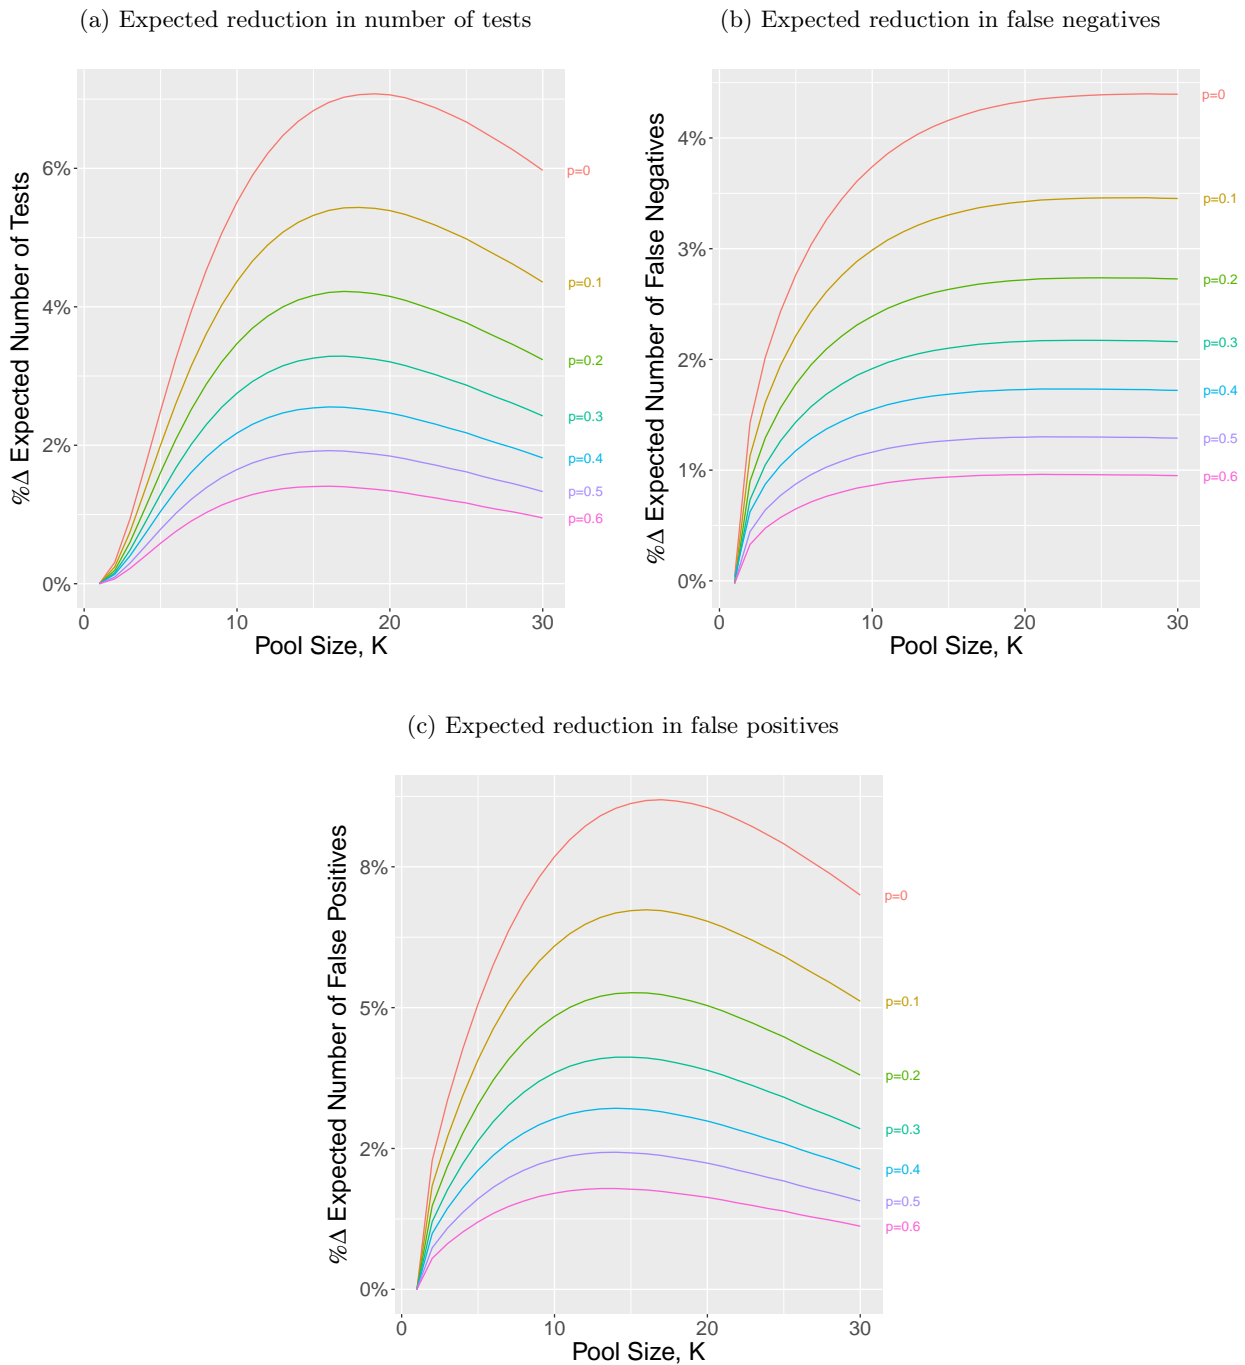 (a) Expected reduction in number of tests
%Δ Expected Number of Tests
6%
4%
2%
0%
p=0
p=0.1
p=0.2
p=0.3
p=0.4
p=0.5
p=0.6
0 10 20 30
Pool Size, K
(b) Expected reduction in false negatives
%Δ Expected Number of False Negatives
4%
3%
2%
1%
0%
p=0
p=0.1
p=0.2
p=0.3
p=0.4
p=0.5
p=0.6
0 10 20 30
Pool Size, K
(c) Expected reduction in false positives
%Δ Expected Number of False Positives
8%
5%
2%
0%
p=0
p=0.1
p=0.2
p=0.3
p=0.4
p=0.5
p=0.6
0 10 20 30
Pool Size, K